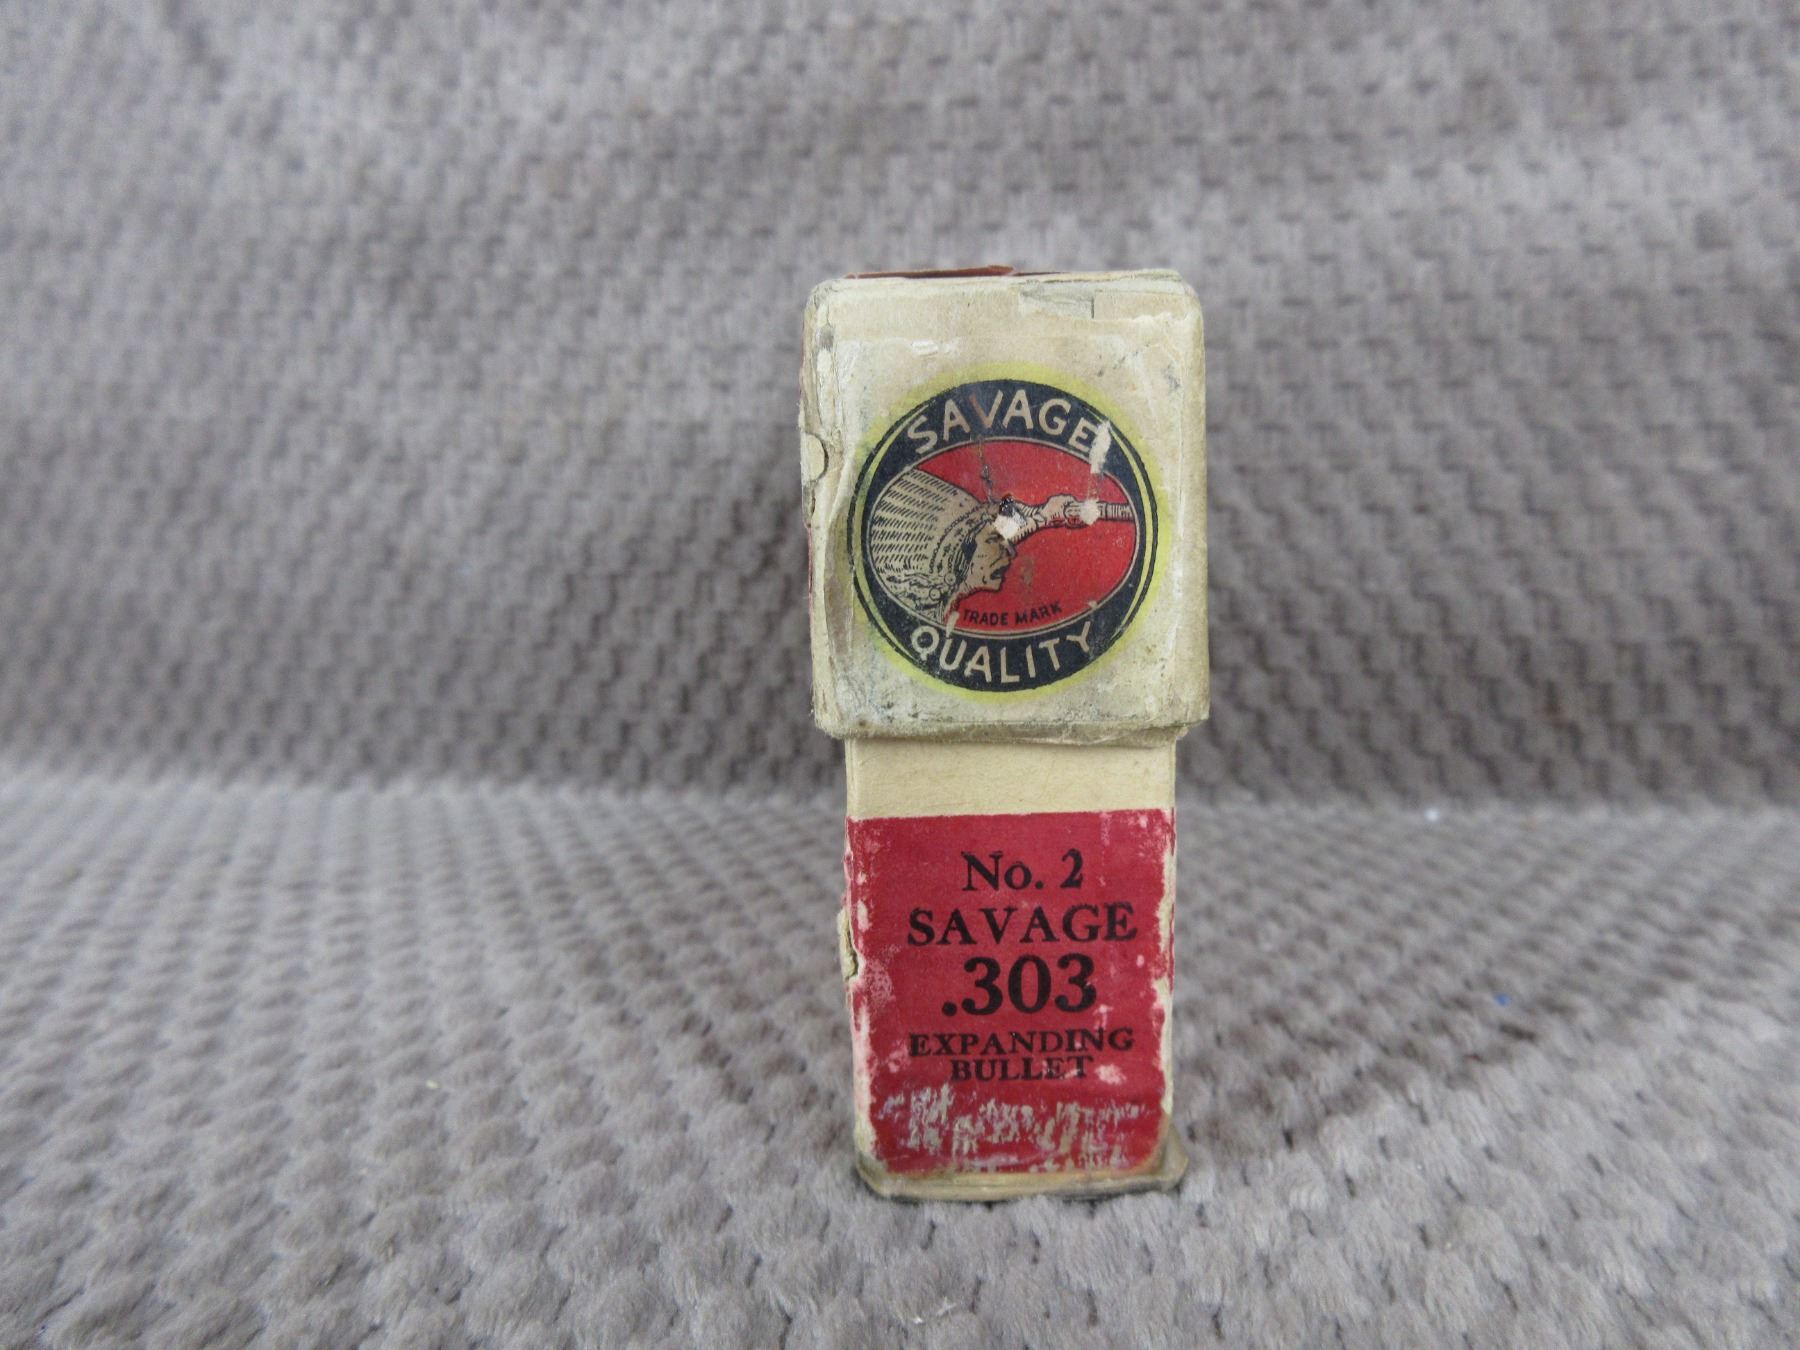 SAVAGE
TRADE MARK
QUALITY
No. 2
SAVAGE
.303
EXPANDING
BULLET